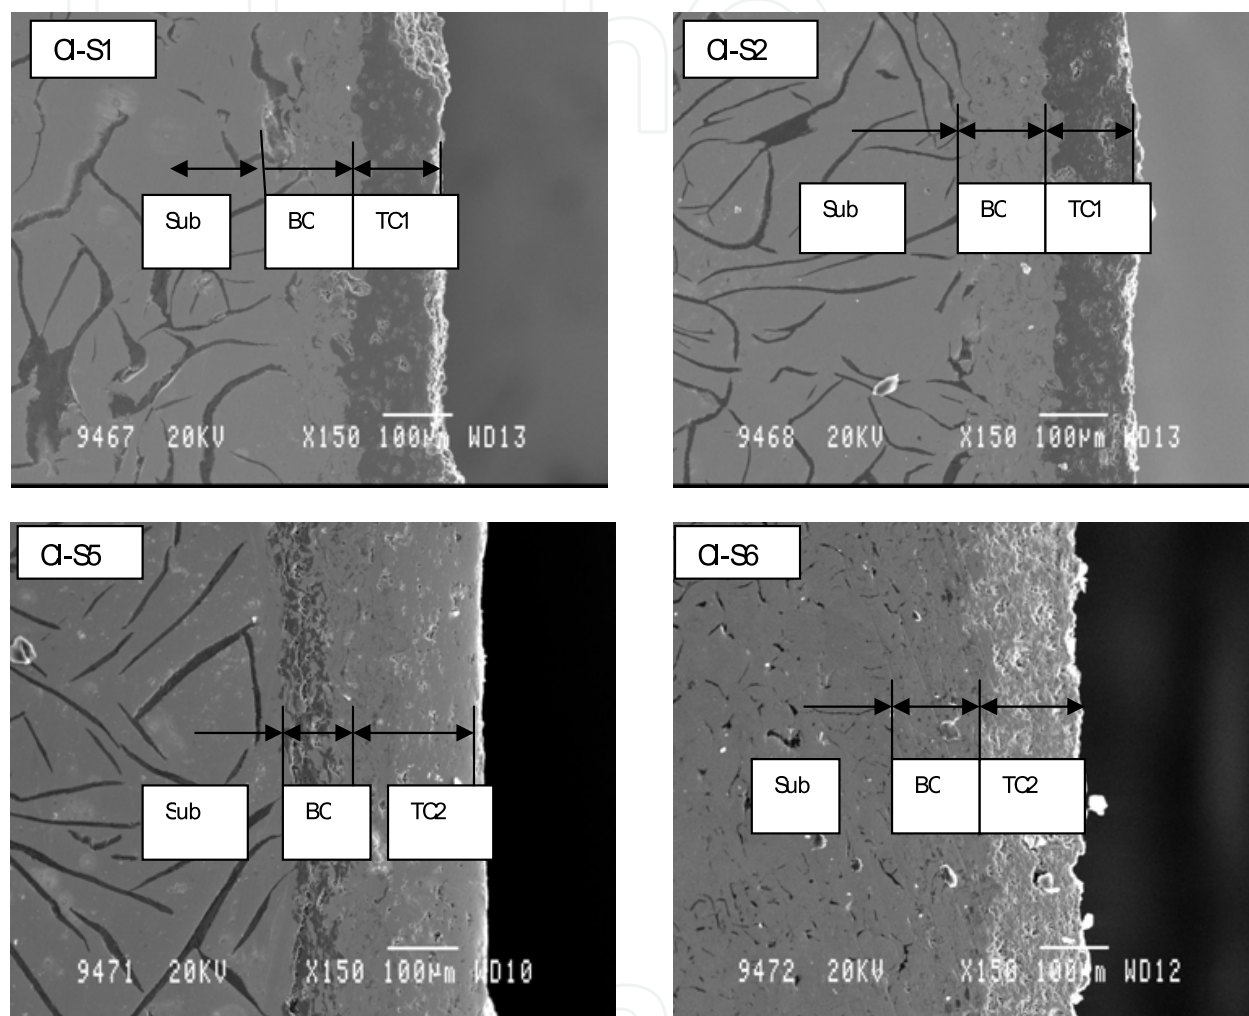 CI-S1
Sub
BC
TC1
9467 20KV X150 100µm WD13
CI-S2
Sub
BC
TC1
9468 20KV X150 100µm WD13
CI-S5
Sub
BC
TC2
9471 20KV X150 100µm WD10
CI-S6
Sub
BC
TC2
9472 20KV X150 100µm WD12